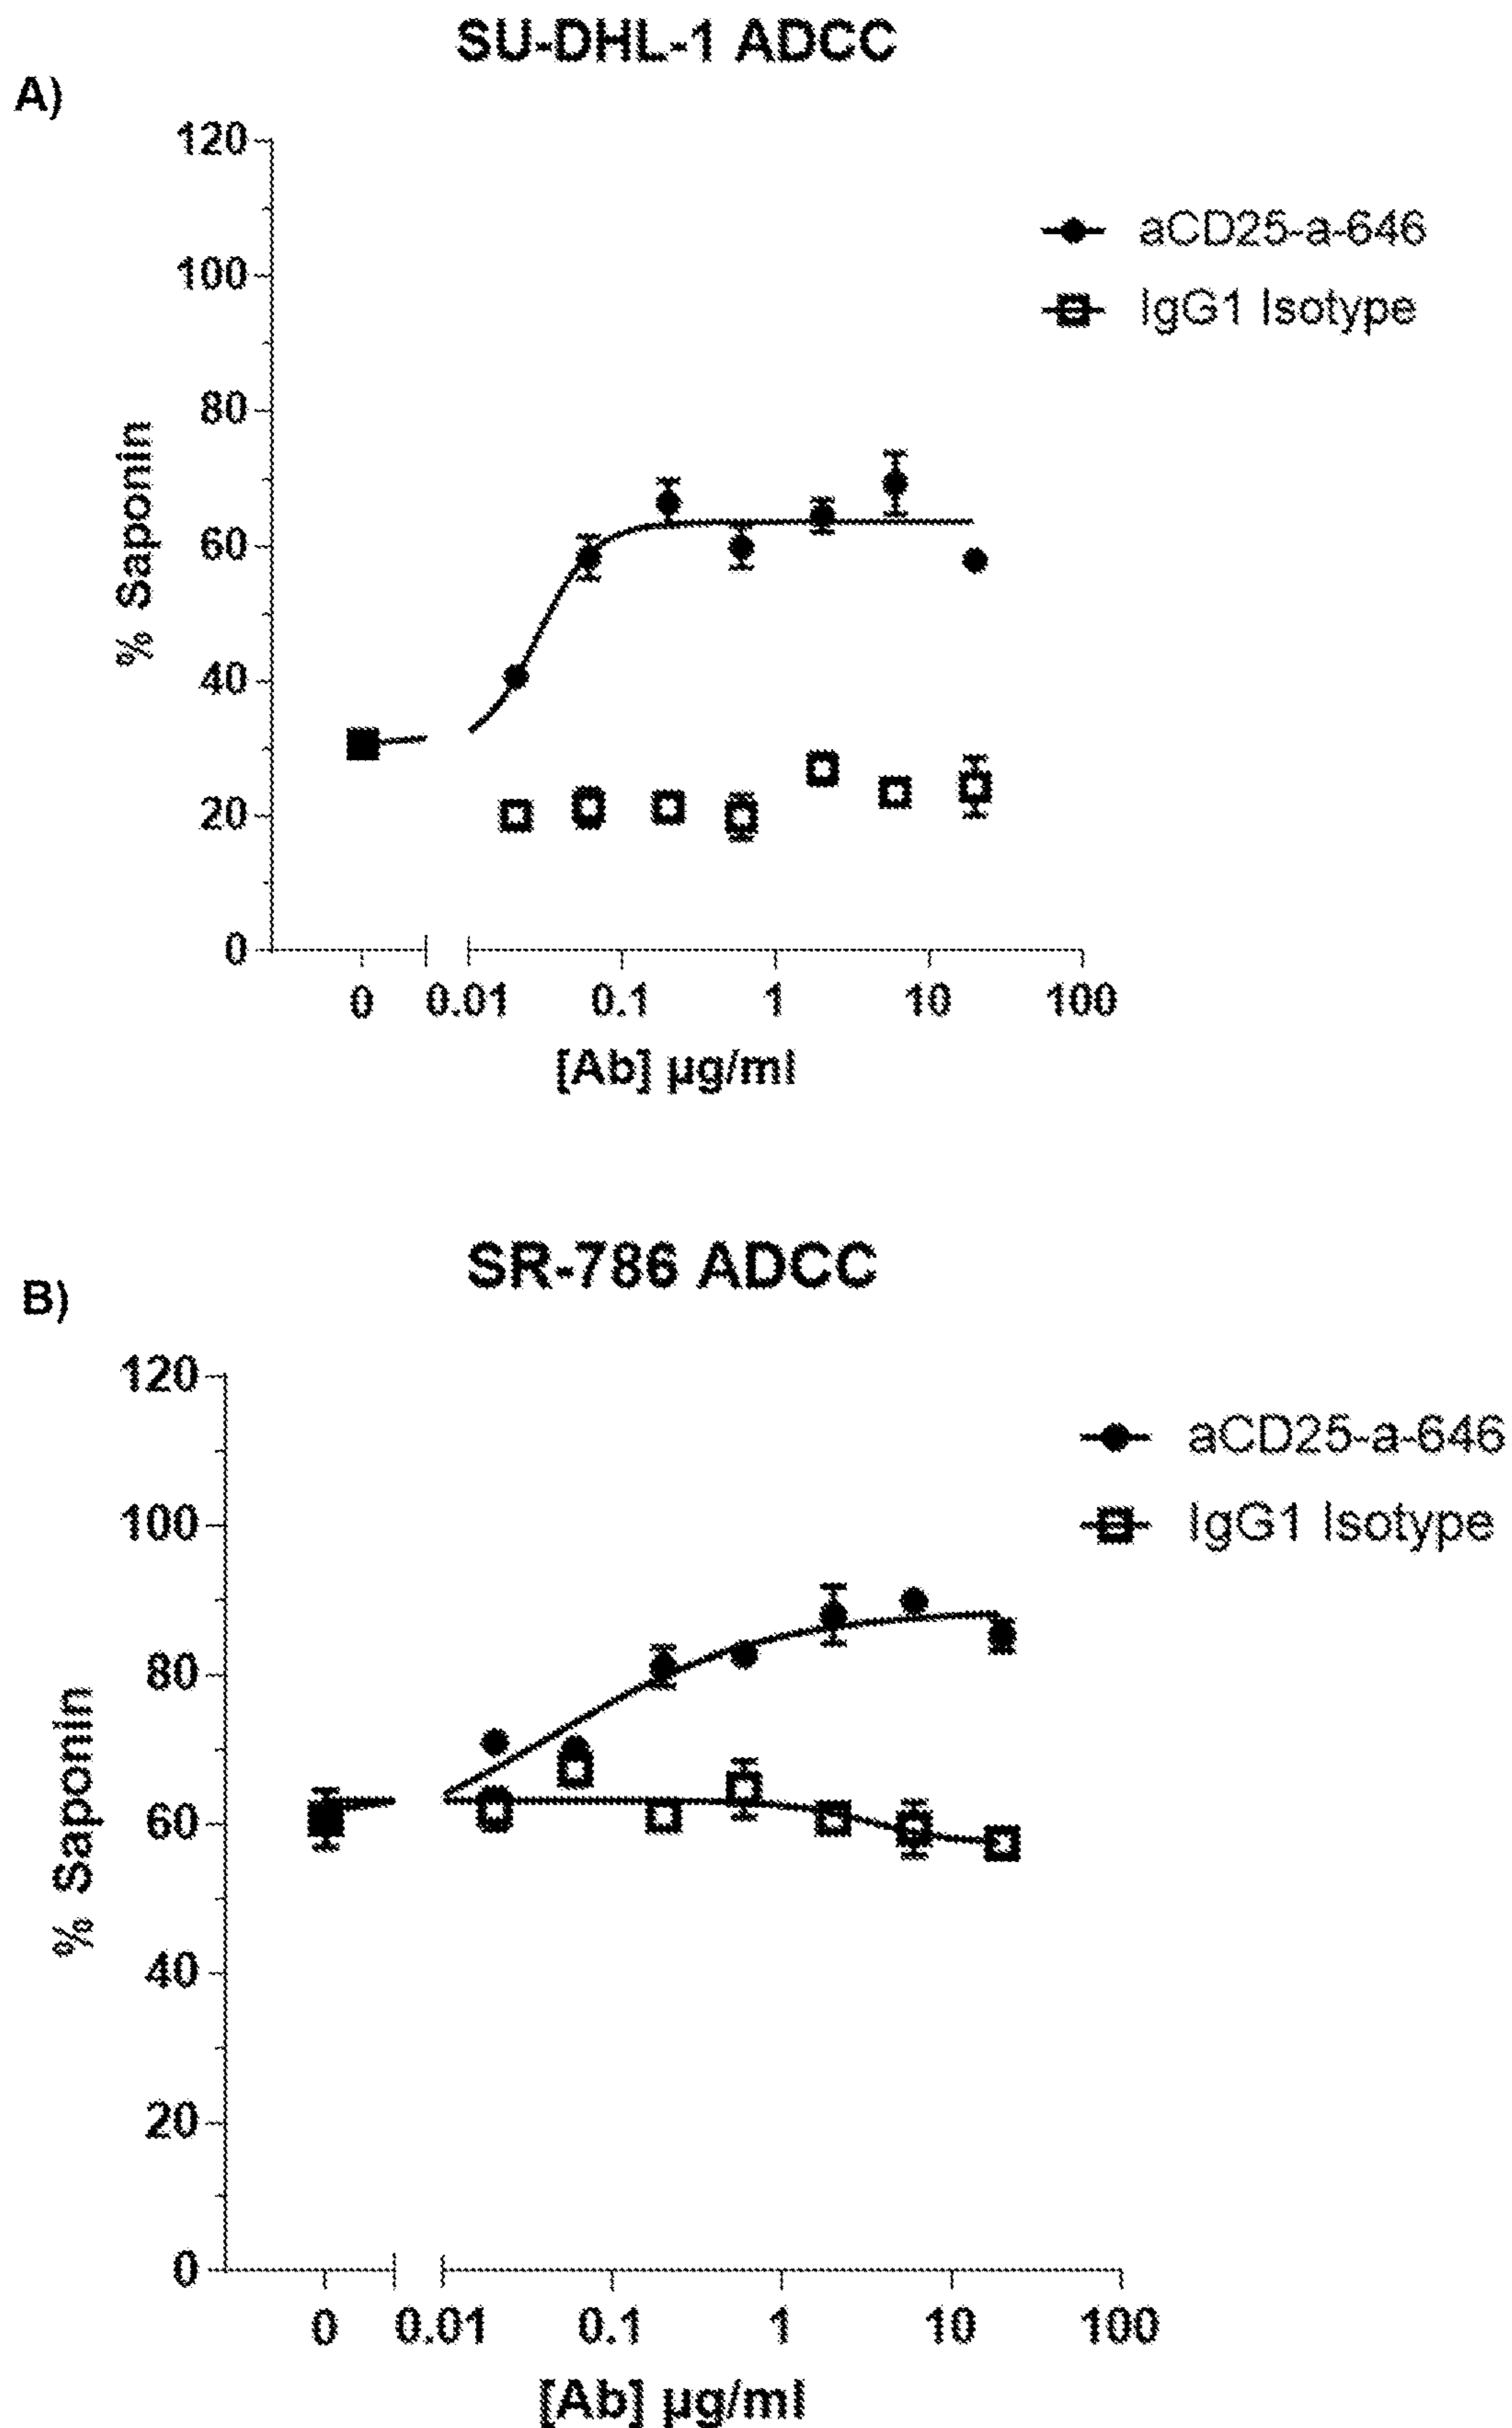 SU-DHL-1 ADCC
A)
120
100
80
60
40
20
0
% Saponin
aCD25-a-646
IgG1 Isotype
0 0.01 0.1 1 10 100
[Ab] µg/ml
SR-786 ADCC
B)
120
100
80
60
40
20
0
% Saponin
aCD25-a-646
IgG1 Isotype
0 0.01 0.1 1 10 100
[Ab] µg/ml